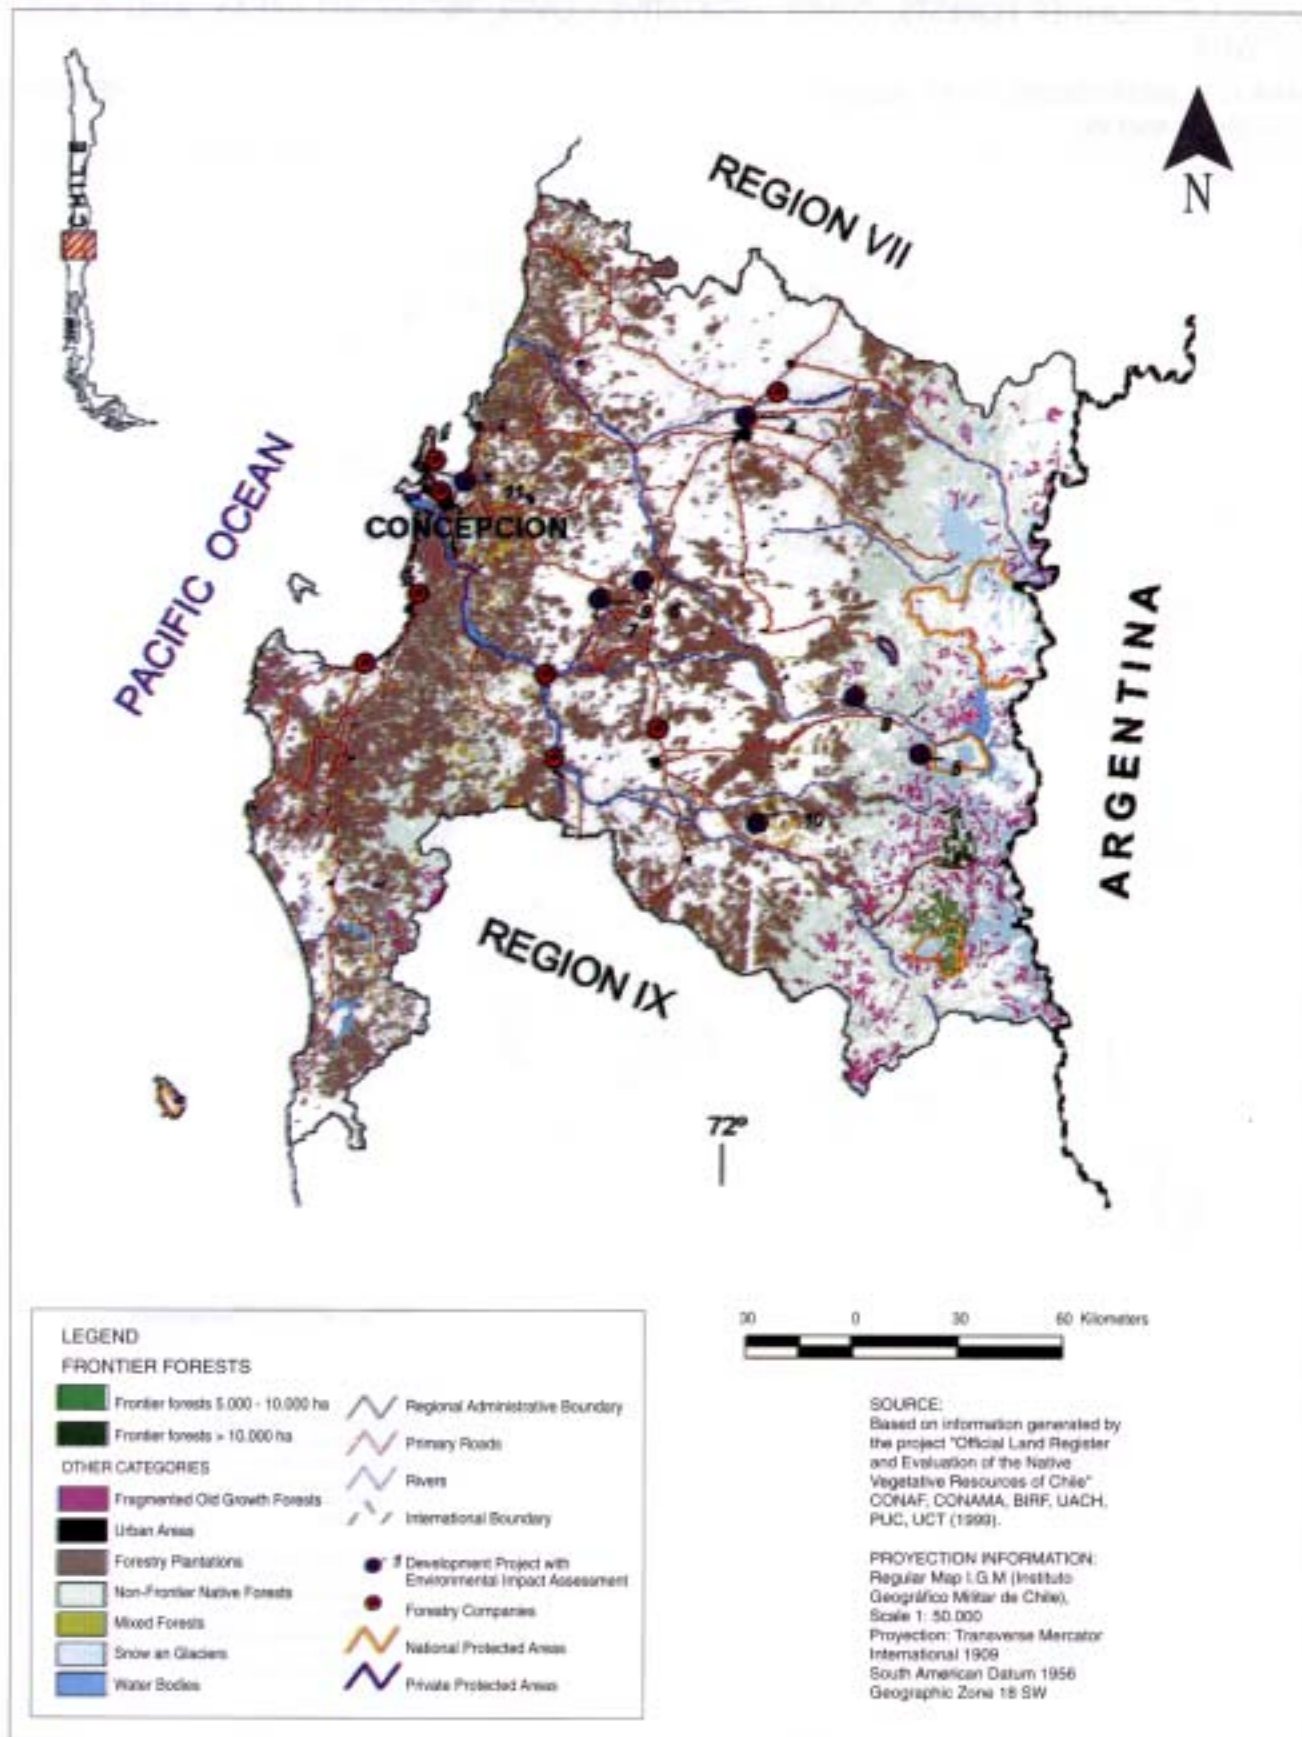 CHILE
N
REGION VII
PACIFIC OCEAN
CONCEPCION
ARGENTINA
10
REGION IX
72º
LEGEND
FRONTIER FORESTS
Frontier forests 5.000 - 10.000 ha
Frontier forests > 10.000 ha
OTHER CATEGORIES
Fragmented Old Growth Forests
Urban Areas
Forestry Plantations
Non-Frontier Native Forests
Mixed Forests
Snow an Glaciers
Water Bodies
Regional Administrative Boundary
Primary Roads
Rivers
International Boundary
# Development Project with
Environmental Impact Assessment
Forestry Companies
National Protected Areas
Private Protected Areas
30 0 30 60 Kilometers
SOURCE:
Based on information generated by
the project "Official Land Register
and Evaluation of the Native
Vegetative Resources of Chile"
CONAF, CONAMA, BIRF, UACH,
PUC, UCT (1999).
PROYECTION INFORMATION:
Regular Map I.G.M (Instituto
Geográfico Militar de Chile),
Scale 1: 50.000
Proyection: Transverse Mercator
International 1909
South American Datum 1956
Geographic Zone 18 SW